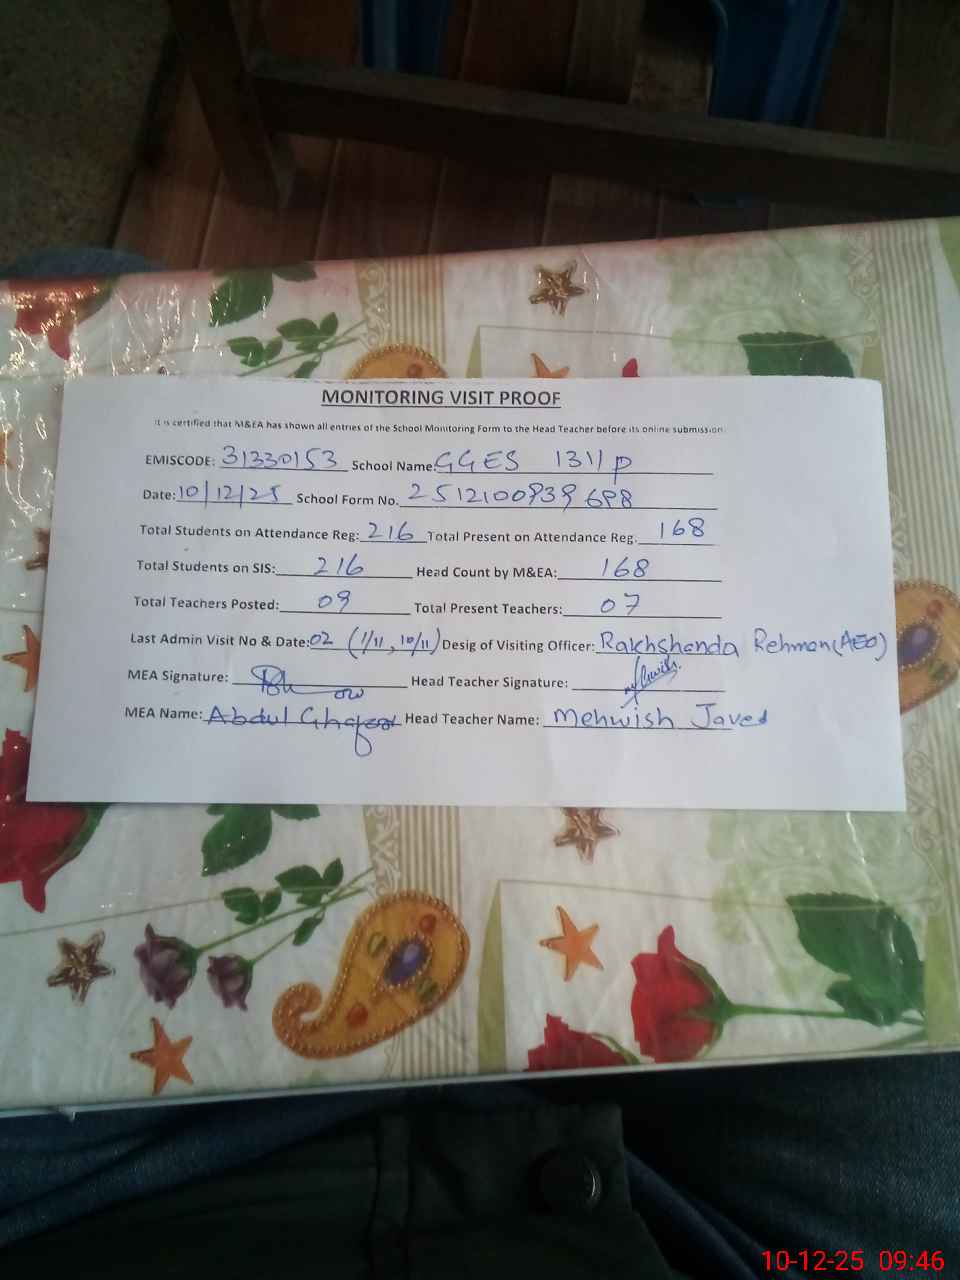 MONITORING VISIT PROOF
It is certified that M&EA has shown all entries of the School Monitoring Form to the Head Teacher before its online submission.
EMISCODE: 31330153 School Name: GGES 131/P
Date: 10/12/25 School Form No. 2512100939698
Total Students on Attendance Reg: 216 Total Present on Attendance Reg: 168
Total Students on SIS: 216 Head Count by M&EA: 168
Total Teachers Posted: 09 Total Present Teachers: 07
Last Admin Visit No & Date: 02 (1/11, 10/11) Desig of Visiting Officer: Rakhshanda Rehman (AEO)
MEA Signature: Head Teacher Signature:
MEA Name: Abdul Ghafoor Head Teacher Name: Mehwish Javed
10-12-25 09:46